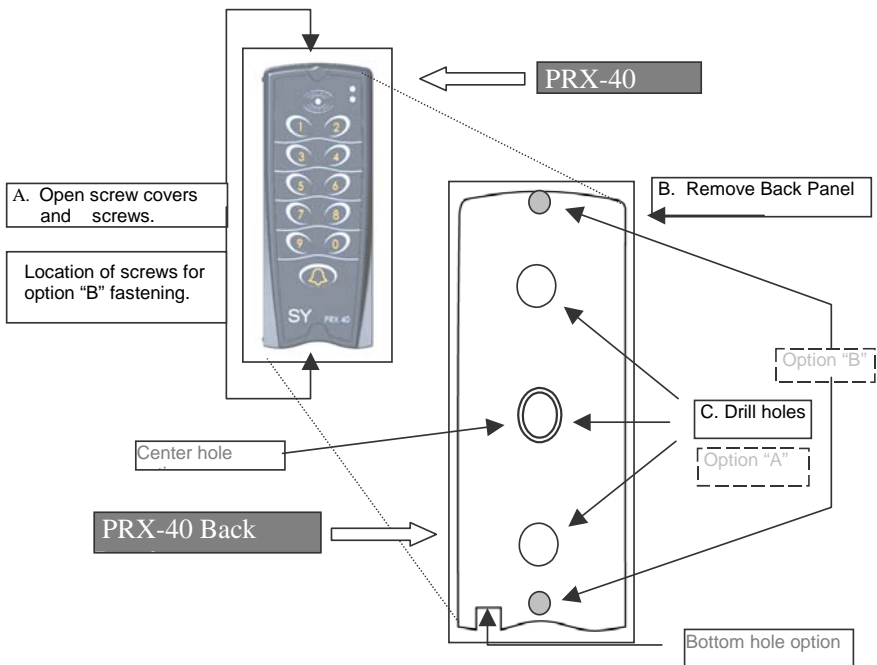 PRX-40
A. Open screw covers
and screws.
Location of screws for
option “B” fastening.
1 2
3 4
5 6
7 8
9 0
SY PRX 40
B. Remove Back Panel
Option “B”
C. Drill holes
Option “A”
Center hole
PRX-40 Back
Bottom hole option